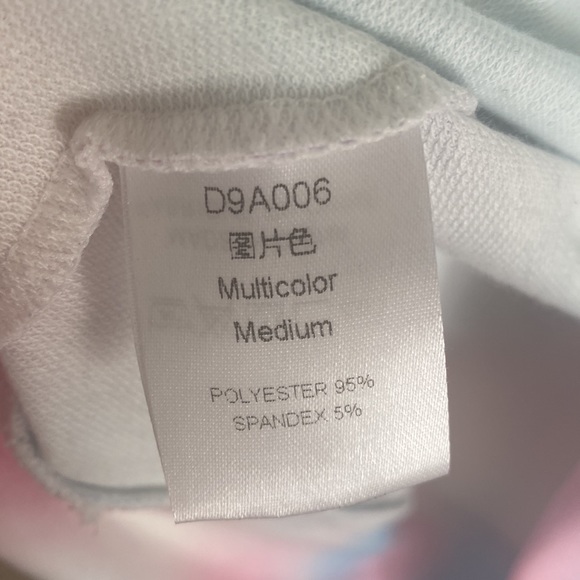 D9A006
图片色
Multicolor
Medium
POLYESTER 95%
SPANDEX 5%